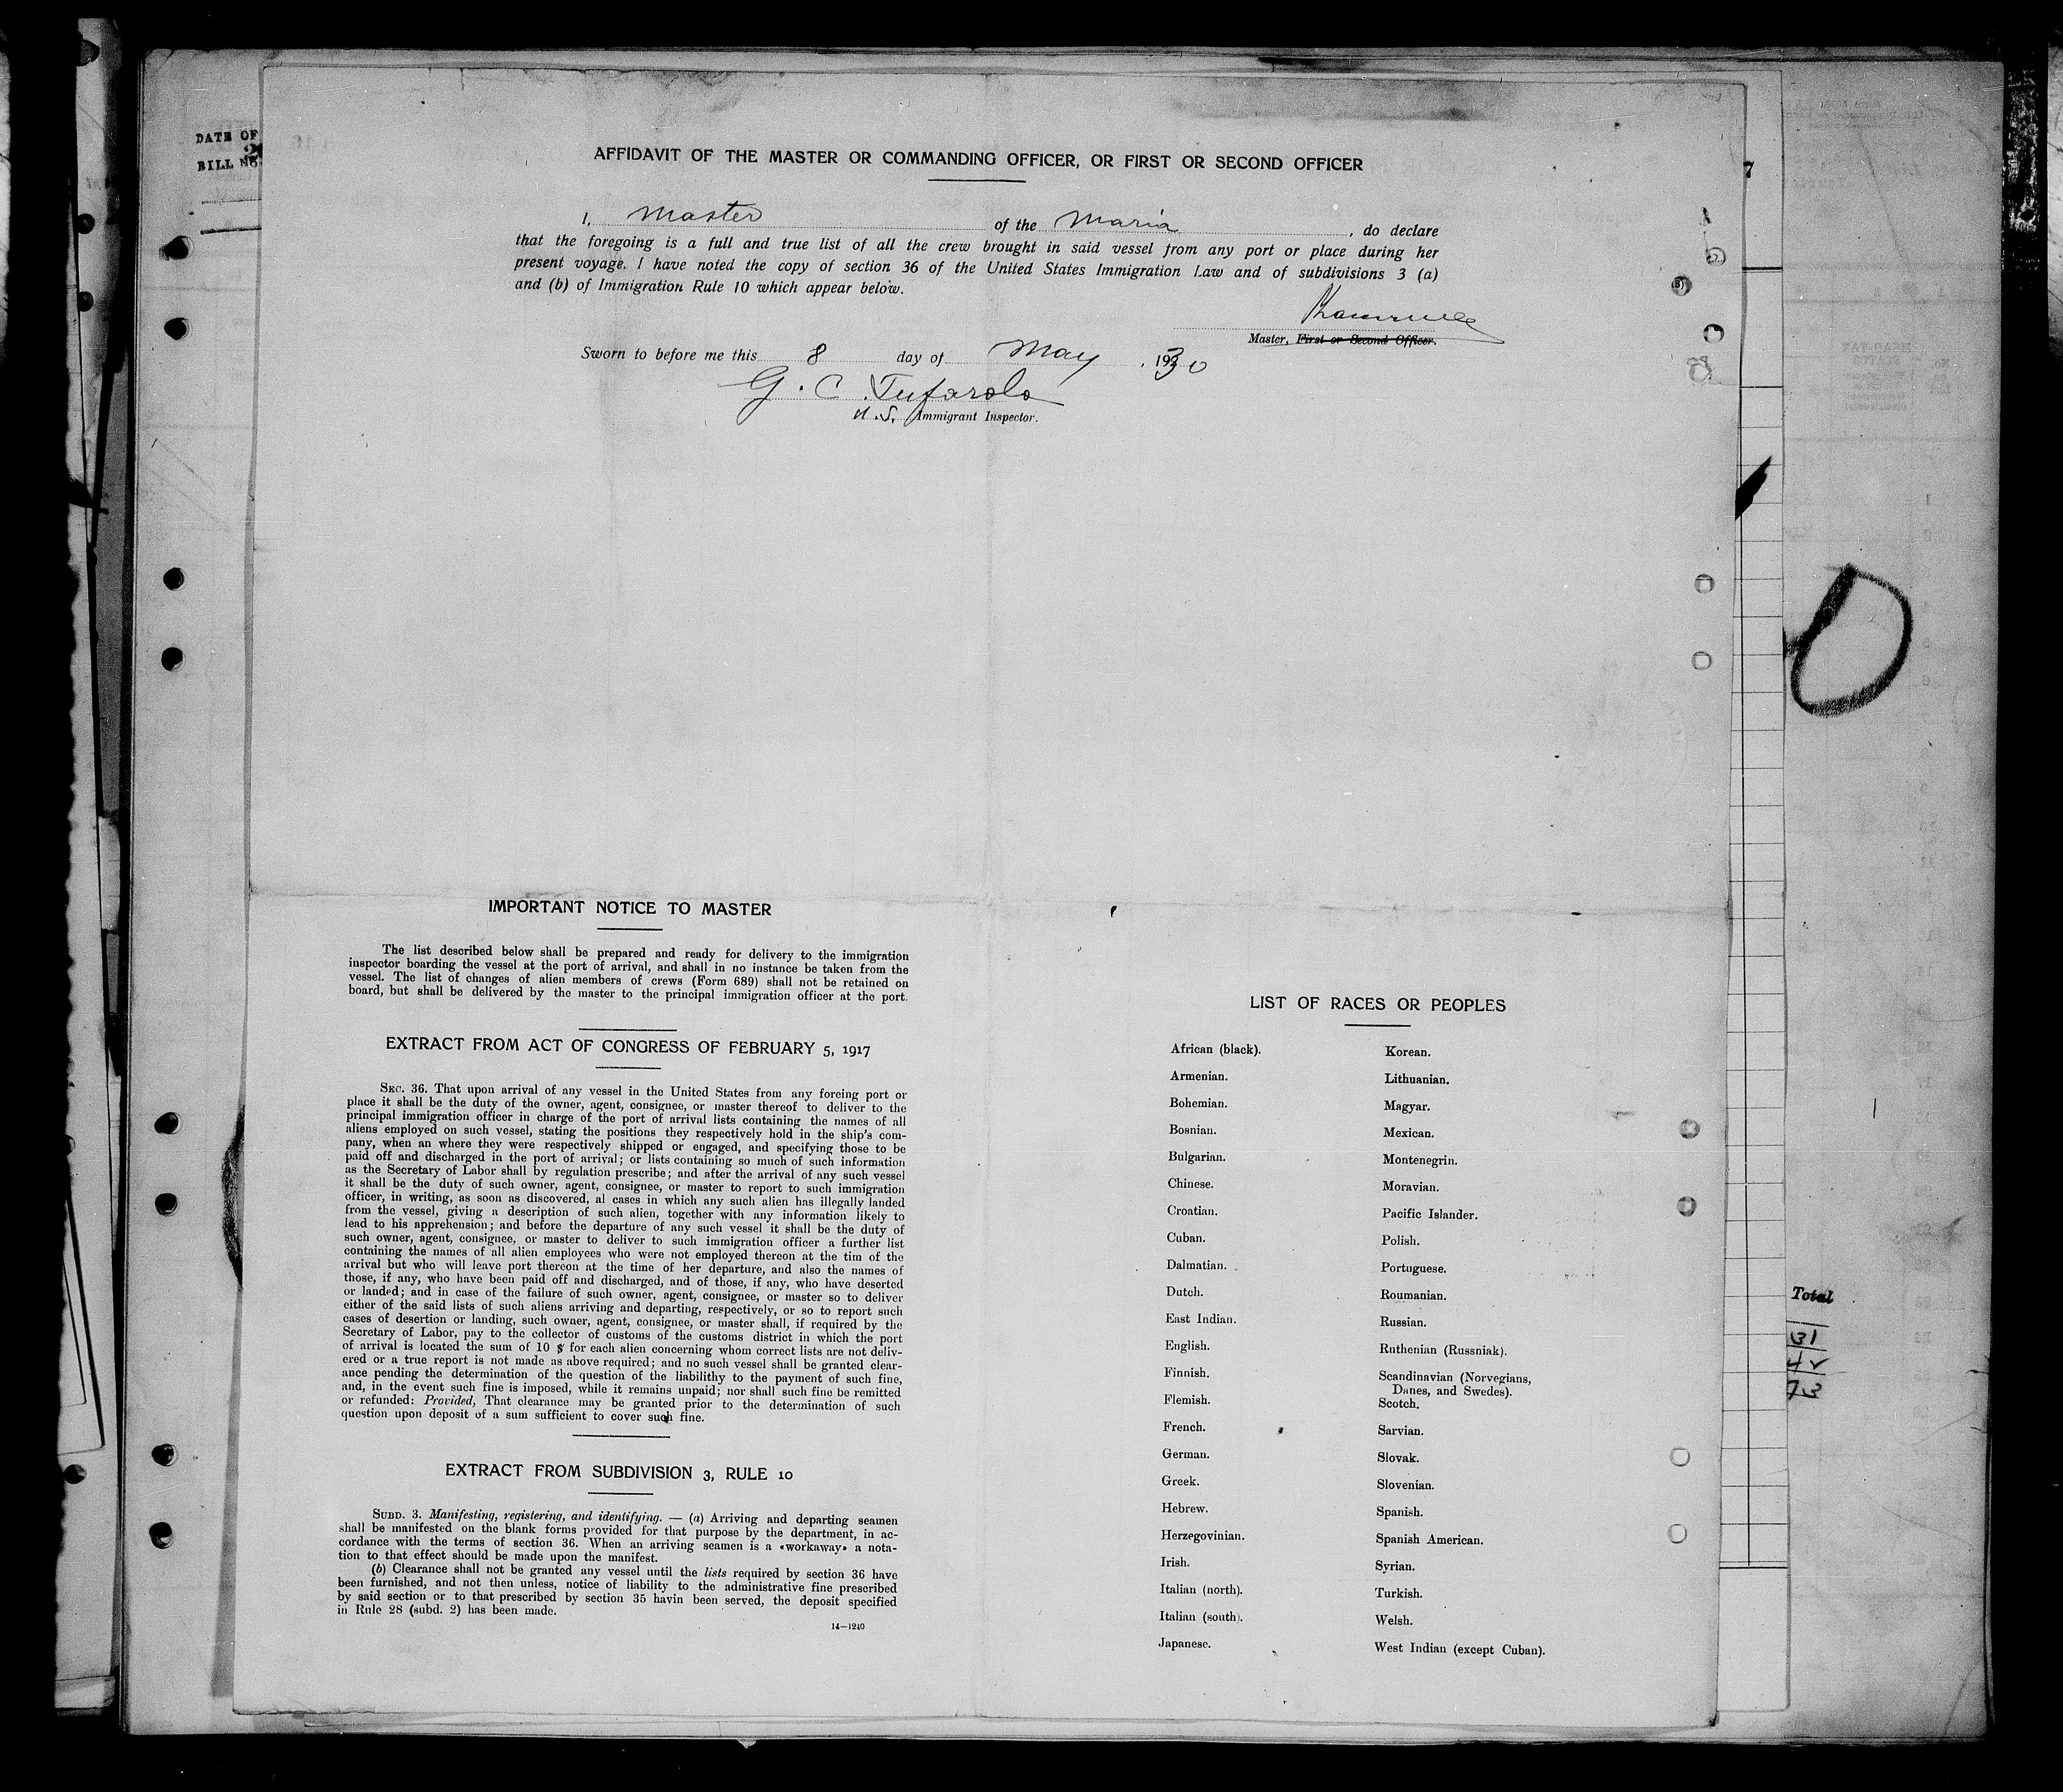 DATE OF
BILL NO.
AFFIDAVIT OF THE MASTER OR COMMANDING OFFICER, OR FIRST OR SECOND OFFICER
I, Master of the Maria, do declare
that the foregoing is a full and true list of all the crew brought in said vessel from any port or place during her
present voyage. I have noted the copy of section 36 of the United States Immigration Law and of subdivisions 3 (a)
and (b) of Immigration Rule 10 which appear below.
Master, First or Second Officer.
Sworn to before me this 8 day of May, 1930
G. C. Tufarolo
U.S. Immigrant Inspector.
7
IMPORTANT NOTICE TO MASTER
The list described below shall be prepared and ready for delivery to the immigration
inspector boarding the vessel at the port of arrival, and shall in no instance be taken from the
vessel. The list of changes of alien members of crews (Form 689) shall not be retained on
board, but shall be delivered by the master to the principal immigration officer at the port.
EXTRACT FROM ACT OF CONGRESS OF FEBRUARY 5, 1917
SEC. 36. That upon arrival of any vessel in the United States from any forcing port or
place it shall be the duty of the owner, agent, consignee, or master thereof to deliver to the
principal immigration officer in charge of the port of arrival lists containing the names of all
aliens employed on such vessel, stating the positions they respectively hold in the ship's com-
pany, when an where they were respectively shipped or engaged, and specifying those to be
paid off and discharged in the port of arrival; or lists containing so much of such information
as the Secretary of Labor shall by regulation prescribe; and after the arrival of any such vessel
it shall be the duty of such owner, agent, consignee, or master to report to such immigration
officer, in writing, as soon as discovered, al cases in which any such alien has illegally landed
from the vessel, giving a description of such alien, together with any information likely to
lead to his apprehension; and before the departure of any such vessel it shall be the duty of
such owner, agent, consignee, or master to deliver to such immigration officer a further list
containing the names of all alien employees who were not employed thereon at the tim of the
arrival but who will leave port thereon at the time of her departure, and also the names of
those, if any, who have been paid off and discharged, and of those, if any, who have deserted
or landed; and in case of the failure of such owner, agent, consignee, or master so to deliver
either of the said lists of such aliens arriving and departing, respectively, or so to report such
cases of desertion or landing, such owner, agent, consignee, or master shall, if required by the
Secretary of Labor, pay to the collector of customs of the customs district in which the port
of arrival is located the sum of 10 $ for each alien concerning whom correct lists are not deliv-
ered or a true report is not made as above required; and no such vessel shall be granted clear-
ance pending the determination of the question of the liabilithy to the payment of such fine,
and, in the event such fine is imposed, while it remains unpaid; nor shall such fine be remitted
or refunded: Provided, That clearance may be granted prior to the determination of such
question upon deposit of a sum sufficient to cover such fine.
EXTRACT FROM SUBDIVISION 3, RULE 10
SUBD. 3. Manifesting, registering, and identifying. — (a) Arriving and departing seamen
shall be manifested on the blank forms provided for that purpose by the department, in ac-
cordance with the terms of section 36. When an arriving seamen is a «workaway» a nota-
tion to that effect should be made upon the manifest.
(b) Clearance shall not be granted any vessel until the lists required by section 36 have
been furnished, and not then unless, notice of liability to the administrative fine prescribed
by said section or to that prescribed by section 35 havin been served, the deposit specified
in Rule 28 (subd. 2) has been made.
14—1240
LIST OF RACES OR PEOPLES
African (black).
Armenian.
Bohemian.
Bosnian.
Bulgarian.
Chinese.
Croatian.
Cuban.
Dalmatian.
Dutch.
East Indian.
English.
Finnish.
Flemish.
French.
German.
Greek.
Hebrew.
Herzegovinian.
Irish.
Italian (north).
Italian (south).
Japanese.
Korean.
Lithuanian.
Magyar.
Mexican.
Montenegrin.
Moravian.
Pacific Islander.
Polish.
Portuguese.
Roumanian.
Russian.
Ruthenian (Russniak).
Scandinavian (Norvegians,
Danes, and Swedes).
Scotch.
Sarvian.
Slovak.
Slovenian.
Spanish.
Spanish American.
Syrian.
Turkish.
Welsh.
West Indian (except Cuban).
Total
31
42
73